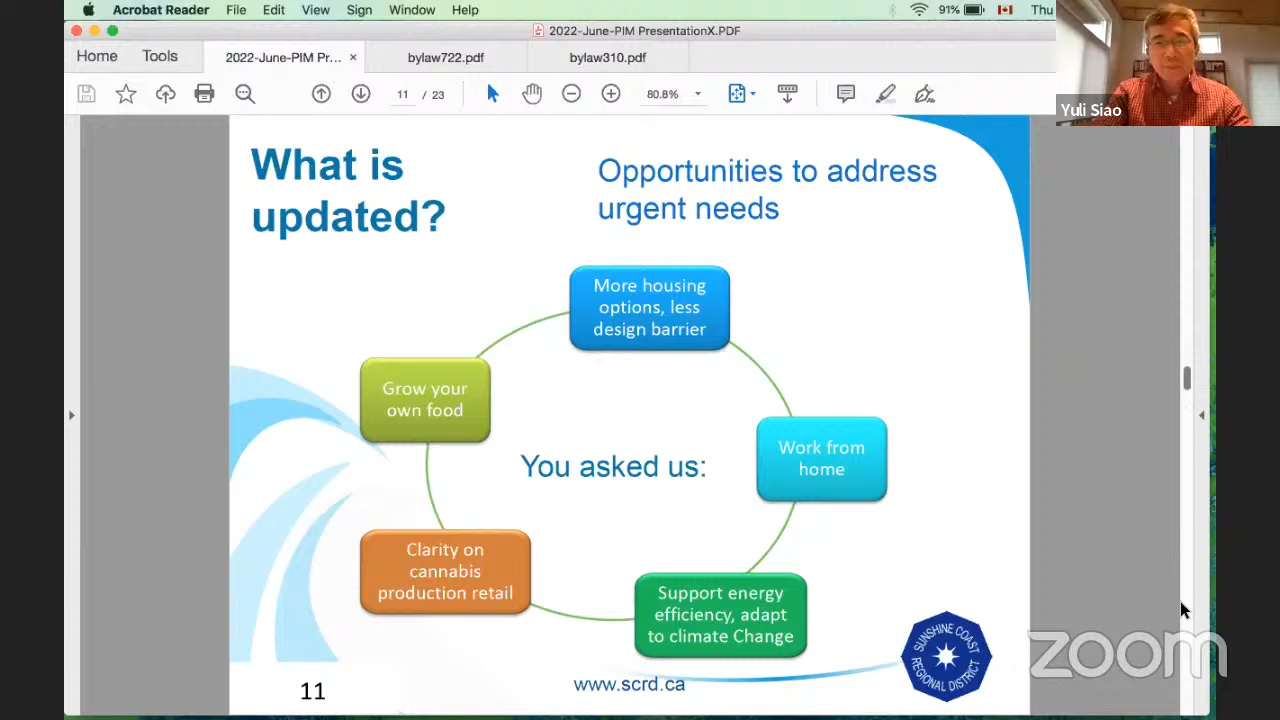 Acrobat Reader File Edit View Sign Window Help 91% Thu
2022-June-PIM PresentationX.PDF
Home Tools 2022-June-PIM Pr... × bylaw722.pdf bylaw310.pdf
11 / 23 80.8%
Yuli Siao
What is
updated?
Opportunities to address
urgent needs
More housing
options, less
design barrier
Grow your
own food
Work from
home
You asked us:
Clarity on
cannabis
production retail
Support energy
efficiency, adapt
to climate Change
SUNSHINE COAST
REGIONAL DISTRICT
zoom
www.scrd.ca
11